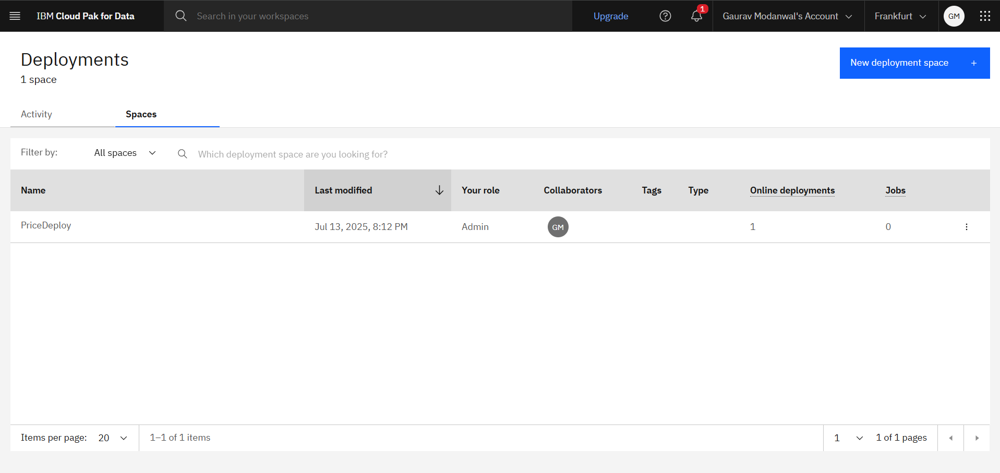 IBM Cloud Pak for Data
Search in your workspaces
Upgrade
1
Gaurav Modanwal's Account
Frankfurt
GM
Deployments
1 space
New deployment space +
Activity
Spaces
Filter by:
All spaces
Which deployment space are you looking for?
Name
Last modified
Your role
Collaborators
Tags
Type
Online deployments
Jobs
PriceDeploy
Jul 13, 2025, 8:12 PM
Admin
GM
1
0
Items per page:
20
1–1 of 1 items
1
1 of 1 pages